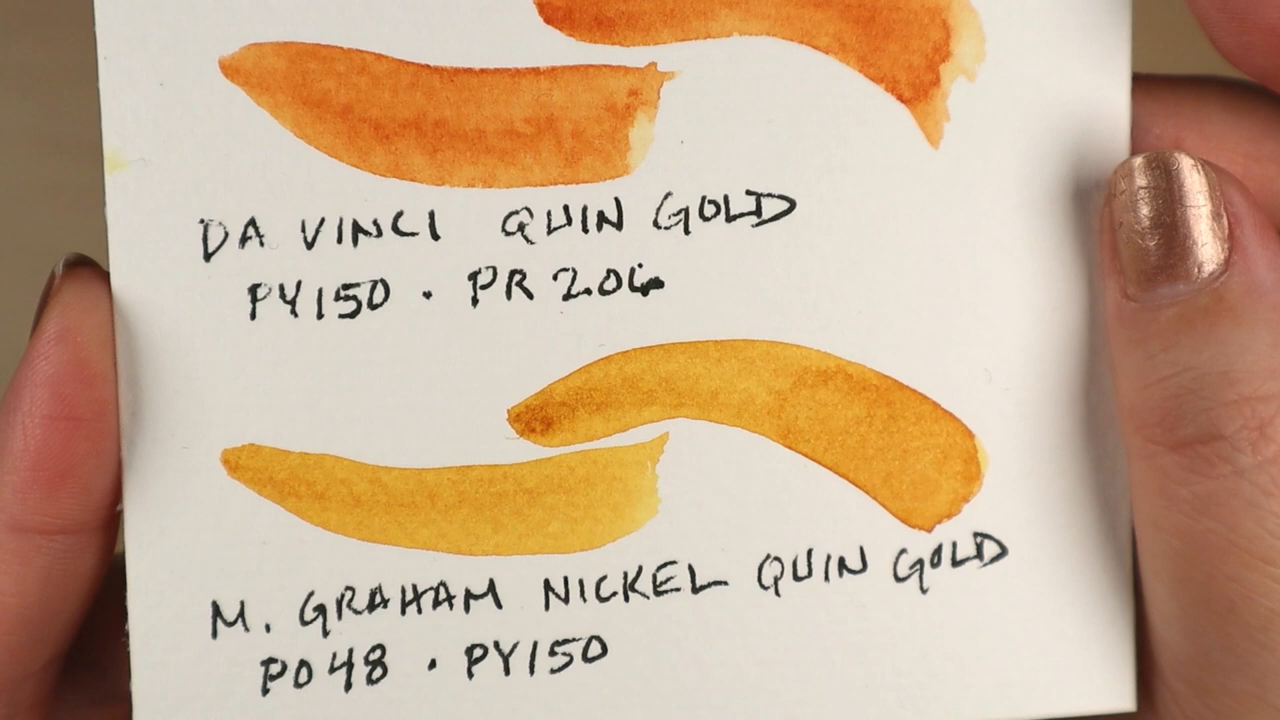 DA VINCI QUIN GOLD
PY150 · PR206
M. GRAHAM NICKEL QUIN GOLD
PO48 · PY150